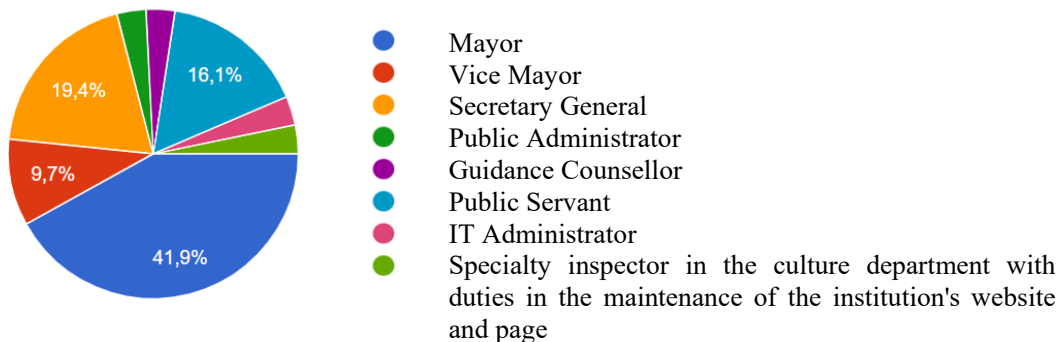 16,1%
19,4%
9,7%
41,9%
Mayor
Vice Mayor
Secretary General
Public Administrator
Guidance Counsellor
Public Servant
IT Administrator
Specialty inspector in the culture department with
duties in the maintenance of the institution's website
and page